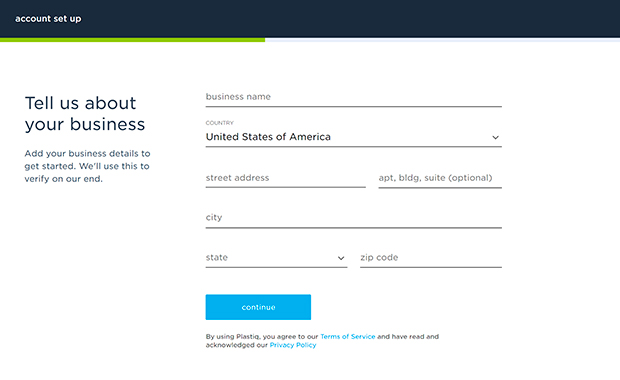 account set up
Tell us about
your business
Add your business details to
get started. We'll use this to
verify on our end.
business name
COUNTRY
United States of America
street address
apt, bldg, suite (optional)
city
state
zip code
continue
By using Plastiq, you agree to our Terms of Service and have read and
acknowledged our Privacy Policy